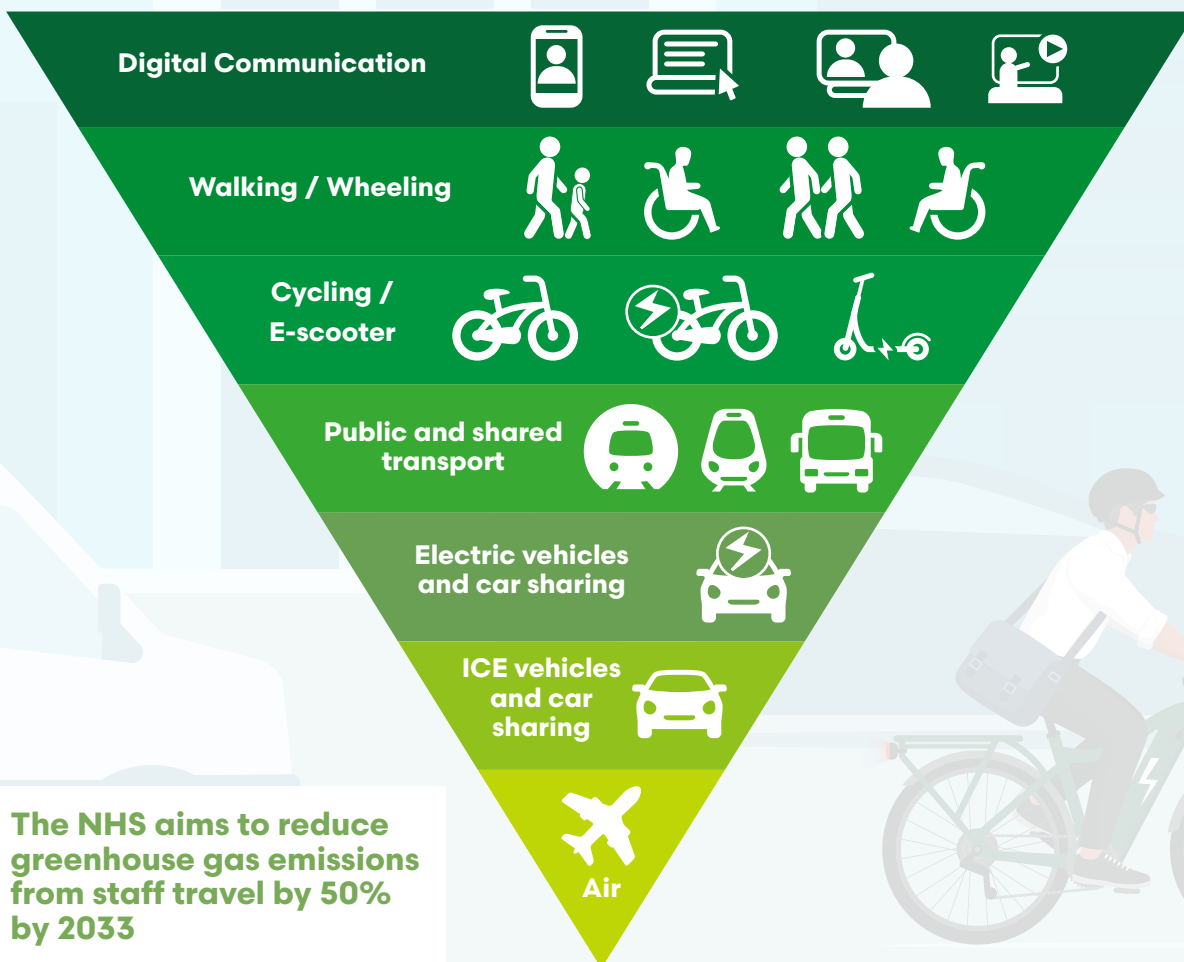 Digital Communication
Walking / Wheeling
Cycling /
E-scooter
Public and shared
transport
Electric vehicles
and car sharing
ICE vehicles
and car
sharing
Air
The NHS aims to reduce
greenhouse gas emissions
from staff travel by 50%
by 2033